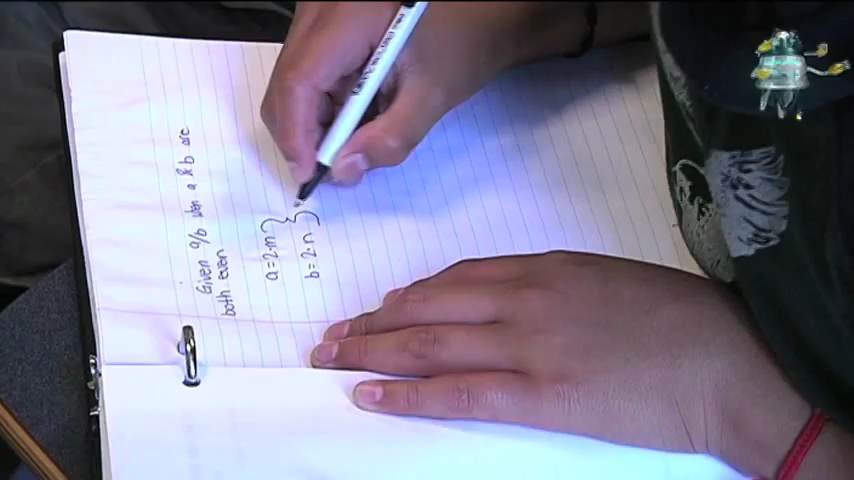 Given a/b when a & b are
both even
a = 2·m
b = 2·n